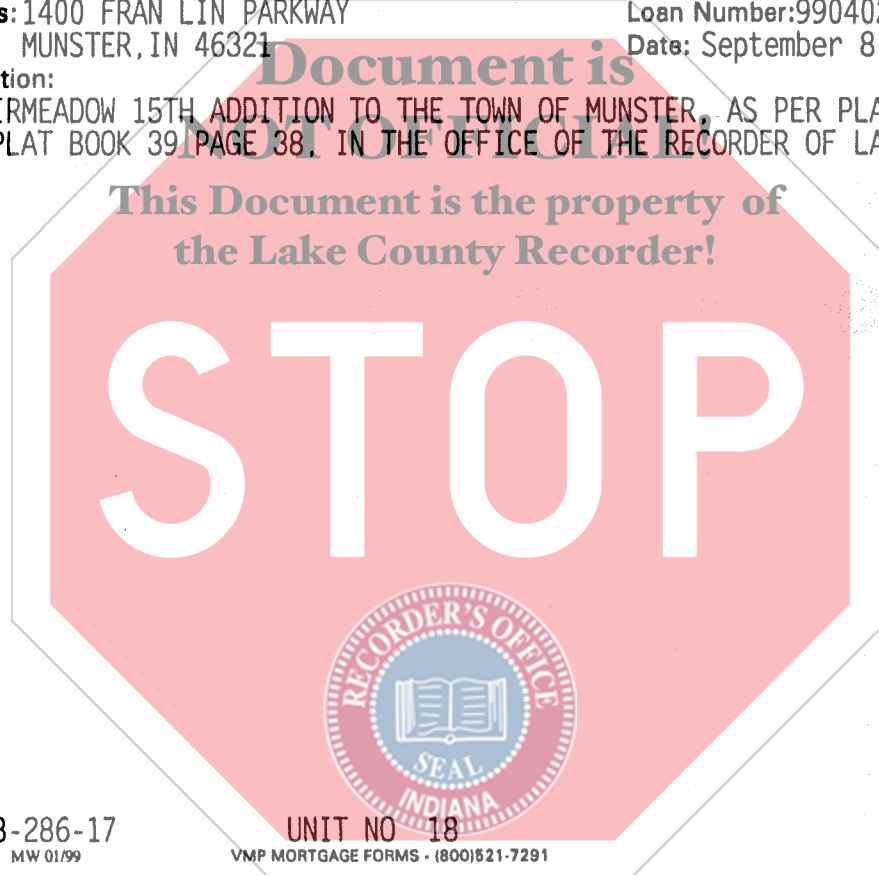 s: 1400 FRAN LIN PARKWAY Loan Number:990402
MUNSTER, IN 46321 Date: September 8
Document is
tion:
ERMEADOW 15TH ADDITION TO THE TOWN OF MUNSTER, AS PER PLA
NOT OFFICIAL!
PLAT BOOK 39 PAGE 38, IN THE OFFICE OF THE RECORDER OF LA
This Document is the property of
the Lake County Recorder!
STOP
RECORDER'S OFFICE
SEAL
INDIANA
-286-17 UNIT NO 18
MW 01/99 VMP MORTGAGE FORMS - (800)521-7291